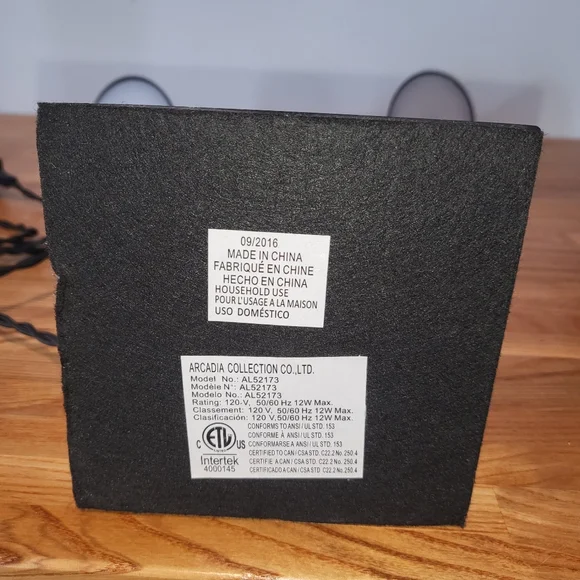 09/2016
MADE IN CHINA
FABRIQUÉ EN CHINE
HECHO EN CHINA
HOUSEHOLD USE
POUR L'USAGE A LA MAISON
USO DOMÉSTICO
ARCADIA COLLECTION CO.,LTD.
Model No.: AL52173
Modèle N°: AL52173
Modelo No.: AL52173
Rating: 120-V, 50/60 Hz 12W Max.
Classement: 120 V, 50/60 Hz 12W Max.
Clasificación: 120 V,50/60 Hz 12W Max.
C ETL US
Intertek
4000145
CONFORMS TO ANSI / UL STD. 153
CONFORME À ANSI / UL STD. 153
CONFORMARSE A ANSI / UL STD. 153
CERTIFIED TO CAN / CSA STD. C22.2 No. 250.4
CERTIFIE A CAN / CSA STD. C22.2 No. 250.4
CERTIFICADO A CAN / CSA STD. C22.2 No. 250.4